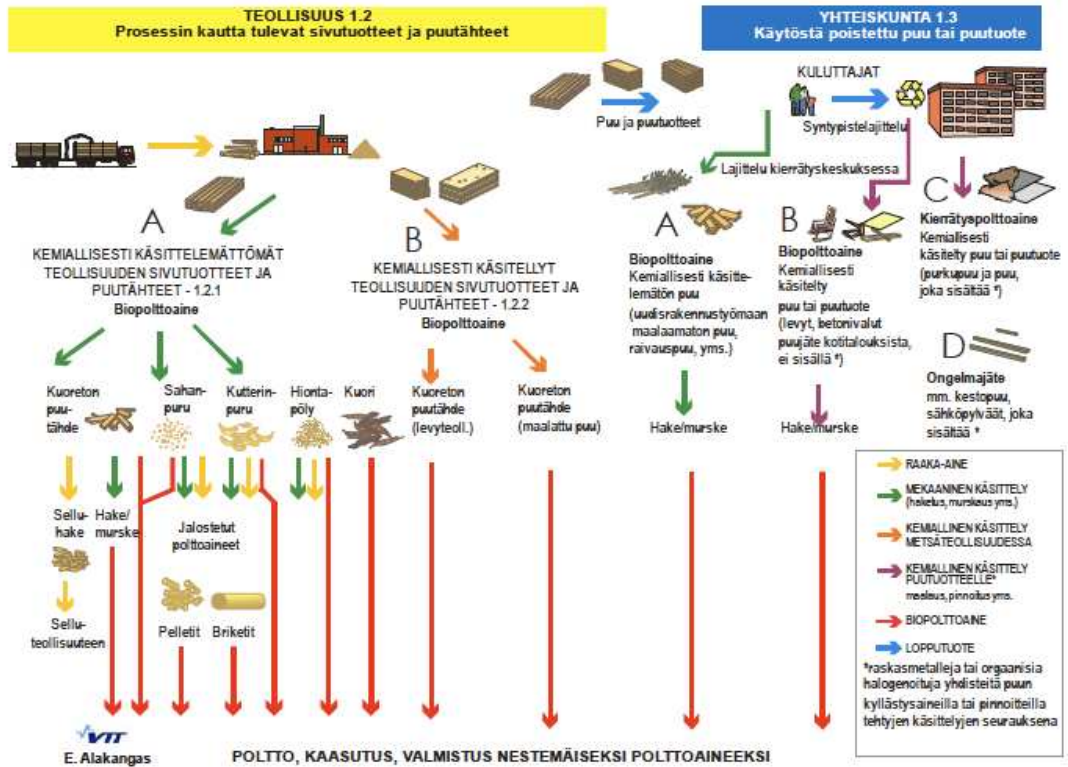 TEOLLISUUS 1.2
Prosessin kautta tulevat sivutuotteet ja puutähteet
YHTEISKUNTA 1.3
Käytöstä poistettu puu tai puutuote
Puu ja puutuotteet
KULUTTAJAT
Syntypistelajittelu
Lajittelu kierrätyskeskuksessa
A
KEMIALLISESTI KÄSITTELEMÄTTÖMÄT
TEOLLISUUDEN SIVUTUOTTEET JA
PUUTÄHTEET - 1.2.1
Biopolttoaine
B
KEMIALLISESTI KÄSITELLYT
TEOLLISUUDEN SIVUTUOTTEET JA
PUUTÄHTEET - 1.2.2
Biopolttoaine
A
Biopolttoaine
Kemiallisesti käsitte-
lemätön puu
(uudisrakennustyömaan
maalaamaton puu,
raivauspuu, yms.)
B
Biopolttoaine
Kemiallisesti
käsitelty
puu tai puutuote
(levyt, betonivalut
puujäte kotitalouksista,
ei sisällä *)
C
Kierrätyspolttoaine
Kemiallisesti
käsitelty puu tai puutuote
(purkupuu ja puu,
joka sisältää *)
D
Ongelmajäte
mm. kestopuu,
sähköpylväät, joka
sisältää *
Kuoreton
puu-
tähde
Sahan-
puru
Kutterin-
puru
Hionta-
pöly
Kuori
Kuoreton
puutähde
(levyteoll.)
Kuoreton
puutähde
(maalattu puu)
Hake/murske
Hake/murske
Sellu-
hake
Hake/
murske
Jalostetut
polttoaineet
Sellu-
teollisuuteen
Pelletit
Briketit
RAAKA-AINE
MEKAANINEN KÄSITTELY
(haketus, murskaus yms.)
KEMIALLINEN KÄSITTELY
METSÄTEOLLISUUDESSA
KEMIALLINEN KÄSITTELY
PUUTUOTTEELLE*
maalaus, pinnoitus yms.
BIOPOLTTOAINE
LOPPUTUOTE
*raskasmetalleja tai orgaanisia
halogenoituja yhdisteitä puun
kyllästysaineilla tai pinnoitteilla
tehtyjen käsittelyjen seurauksena
VTT
E. Alakangas
POLTTO, KAASUTUS, VALMISTUS NESTEMÄISEKSI POLTTOAINEEKSI